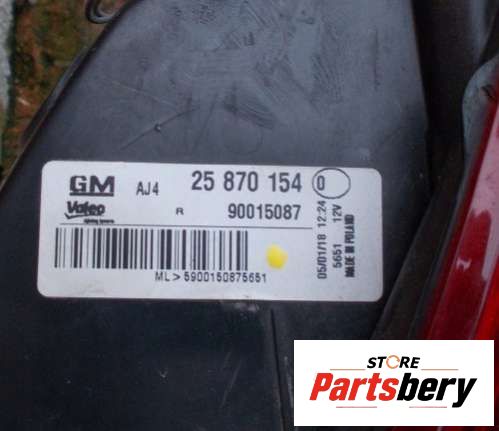 GM AJ4 25 870 154 0
Valeo R 90015087
ML>5900150875651
05/01/18 12:24
5651 12V
MADE IN POLAND
STORE
Partsbery